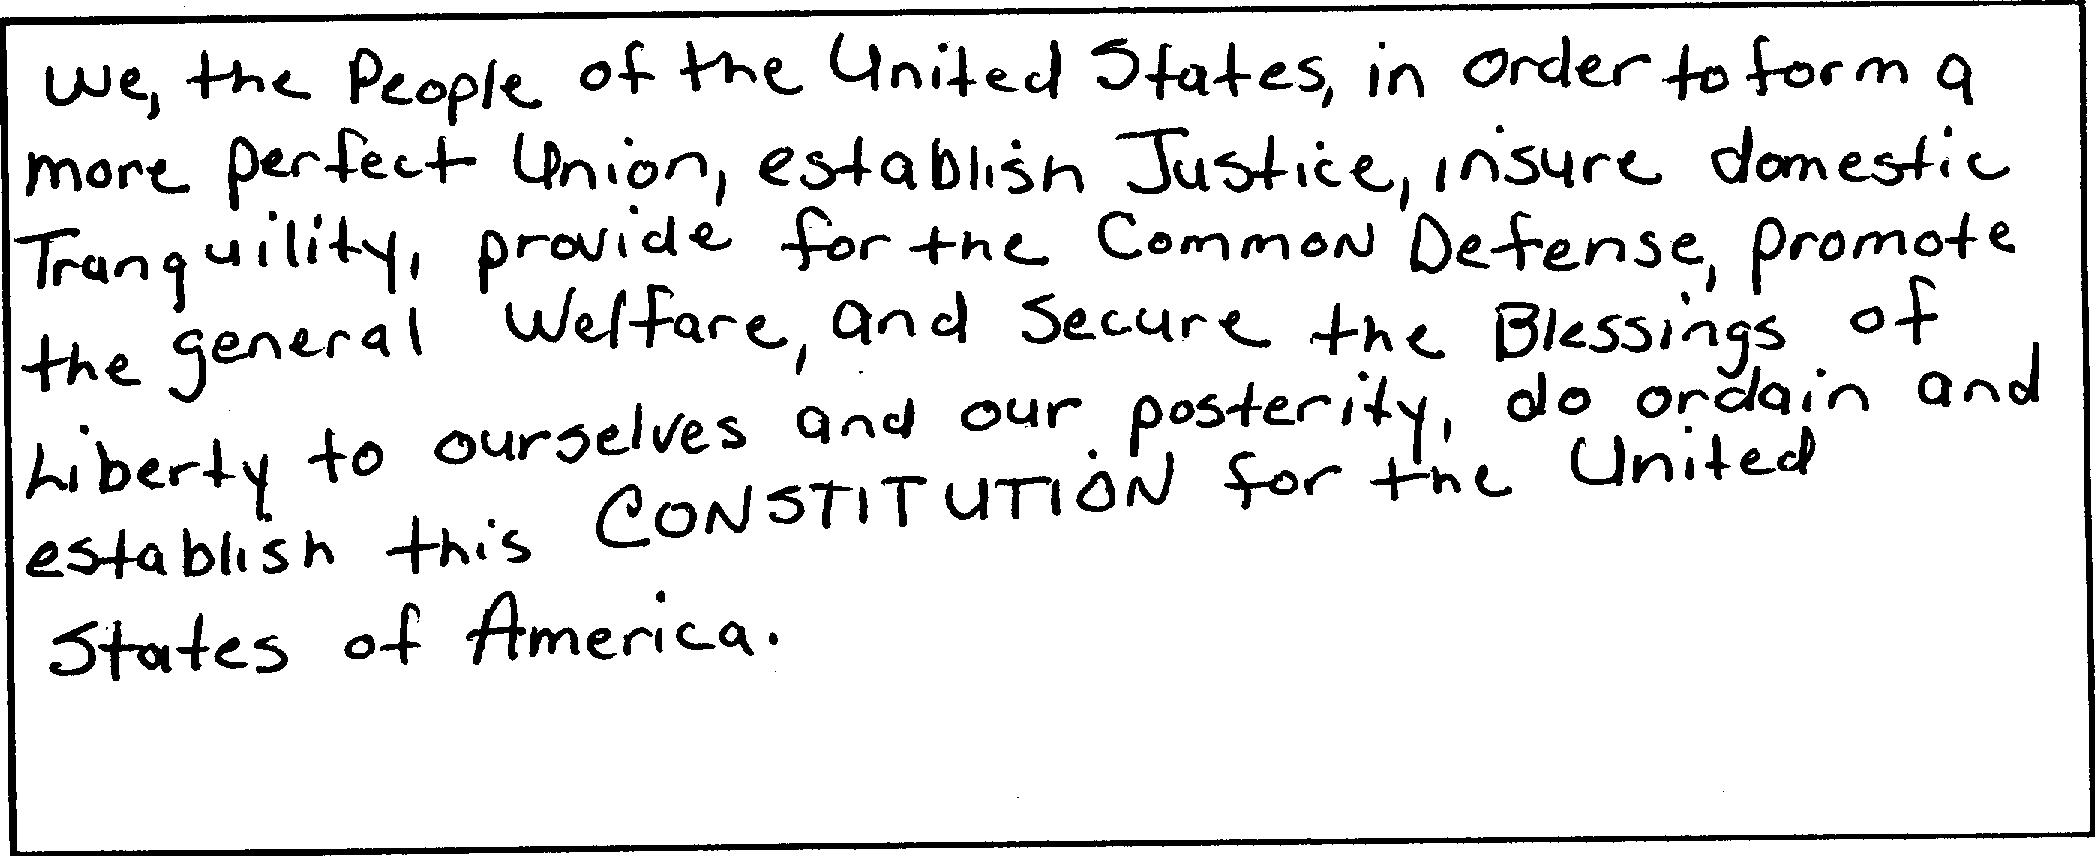 We, the People of the United States, in order to form a
more perfect Union, establish Justice, insure domestic
Tranquility, provide for the Common Defense, promote
the general Welfare, and secure the Blessings of
Liberty to ourselves and our posterity, do ordain and
establish this CONSTITUTION for the United
States of America.